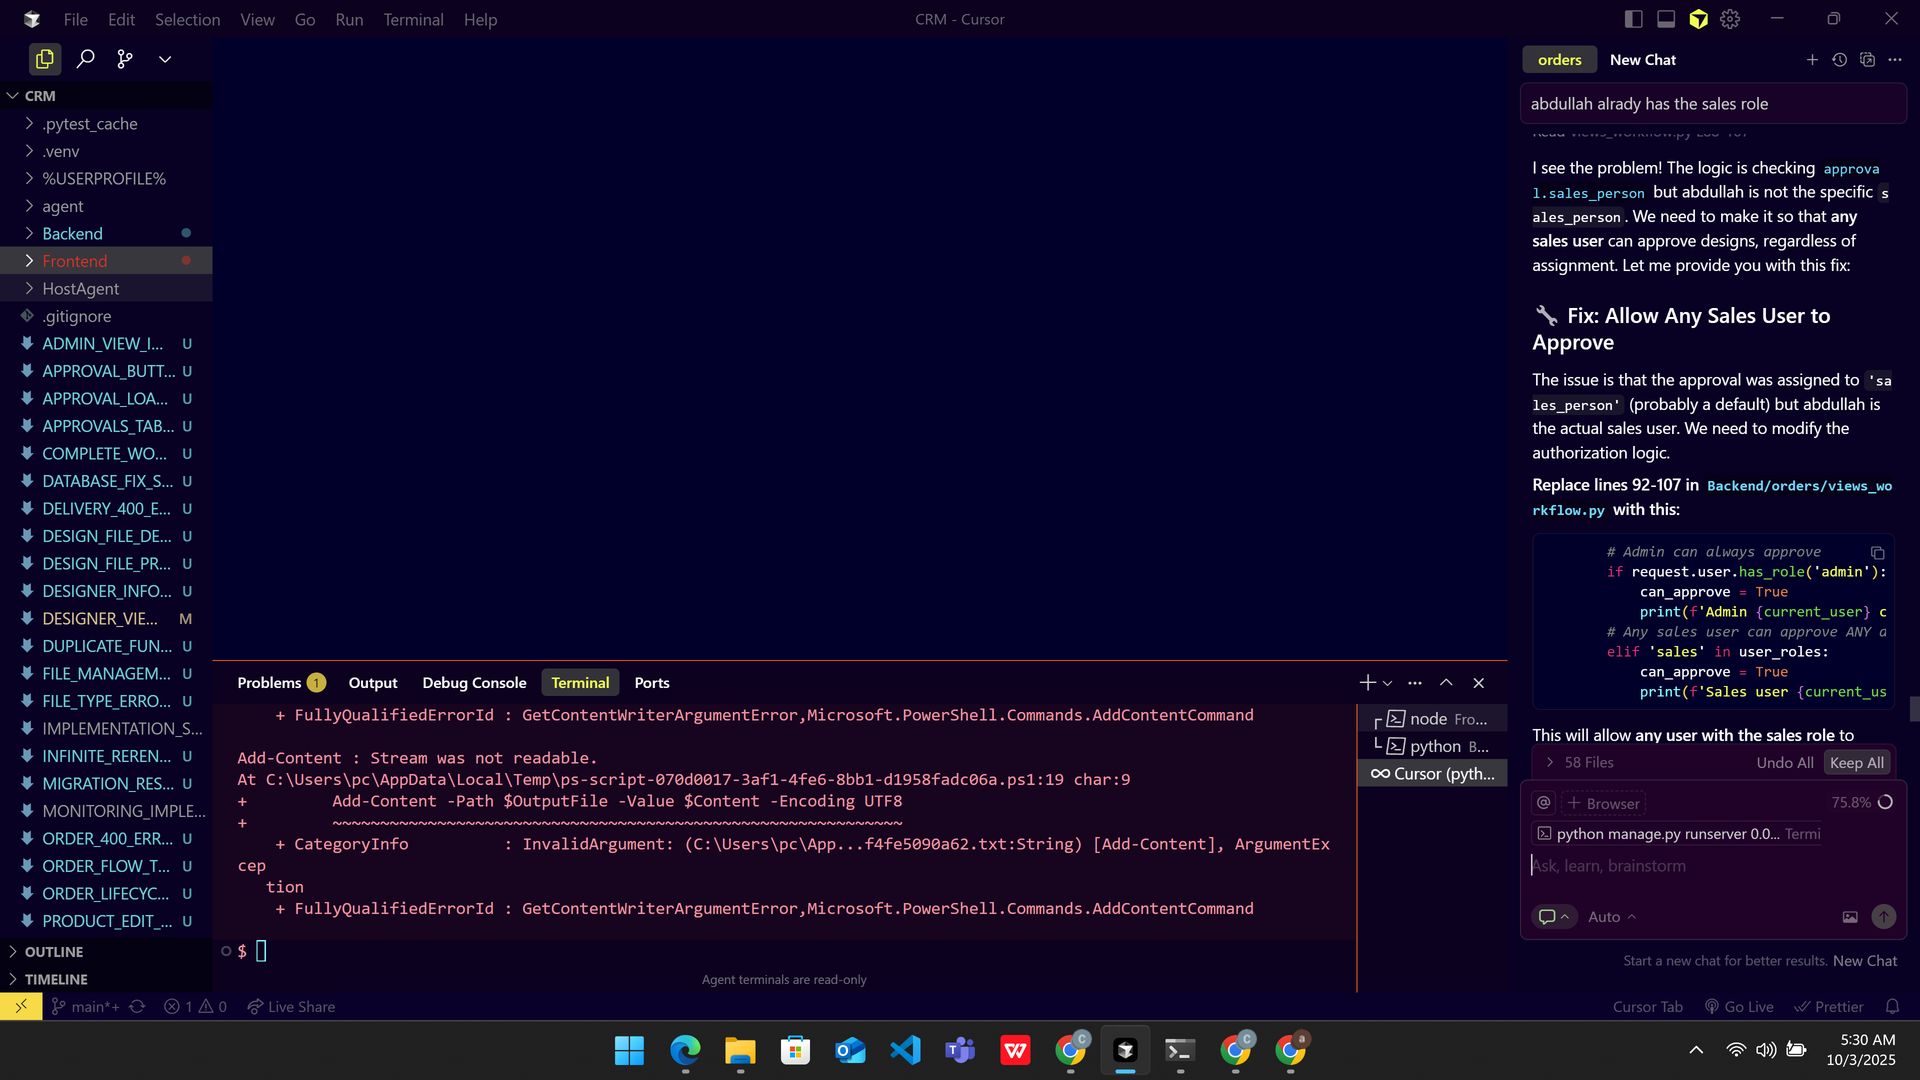 File Edit Selection View Go Run Terminal Help
CRM - Cursor
CRM
.pytest_cache
.venv
%USERPROFILE%
agent
Backend
Frontend
HostAgent
.gitignore
ADMIN_VIEW_I... U
APPROVAL_BUTT... U
APPROVAL_LOA... U
APPROVALS_TAB... U
COMPLETE_WO... U
DATABASE_FIX_S... U
DELIVERY_400_E... U
DESIGN_FILE_DE... U
DESIGN_FILE_PR... U
DESIGNER_INFO... U
DESIGNER_VIE... M
DUPLICATE_FUN... U
FILE_MANAGEM... U
FILE_TYPE_ERRO... U
IMPLEMENTATION_S...
INFINITE_REREN... U
MIGRATION_RES... U
MONITORING_IMPLE...
ORDER_400_ERR... U
ORDER_FLOW_T... U
ORDER_LIFECYC... U
PRODUCT_EDIT_... U
OUTLINE
TIMELINE
Problems 1 Output Debug Console Terminal Ports
+ FullyQualifiedErrorId : GetContentWriterArgumentError,Microsoft.PowerShell.Commands.AddContentCommand
Add-Content : Stream was not readable.
At C:\Users\pc\AppData\Local\Temp\ps-script-070d0017-3af1-4fe6-8bb1-d1958fadc06a.ps1:19 char:9
+         Add-Content -Path $OutputFile -Value $Content -Encoding UTF8
+         ~~~~~~~~~~~~~~~~~~~~~~~~~~~~~~~~~~~~~~~~~~~~~~~~~~~~~~~~~~~~
+ CategoryInfo          : InvalidArgument: (C:\Users\pc\App...f4fe5090a62.txt:String) [Add-Content], ArgumentEx
cep
tion
+ FullyQualifiedErrorId : GetContentWriterArgumentError,Microsoft.PowerShell.Commands.AddContentCommand
$
Agent terminals are read-only
node Fro...
python B...
Cursor (pyth...
orders New Chat
abdullah alrady has the sales role
Read views_workflow.py L88-107
I see the problem! The logic is checking approva
l.sales_person but abdullah is not the specific s
ales_person. We need to make it so that any
sales user can approve designs, regardless of
assignment. Let me provide you with this fix:
🔧 Fix: Allow Any Sales User to
Approve
The issue is that the approval was assigned to 'sa
les_person' (probably a default) but abdullah is
the actual sales user. We need to modify the
authorization logic.
Replace lines 92-107 in Backend/orders/views_wo
rkflow.py with this:
# Admin can always approve
if request.user.has_role('admin'):
can_approve = True
print(f'Admin {current_user} c
# Any sales user can approve ANY a
elif 'sales' in user_roles:
can_approve = True
print(f'Sales user {current_us
This will allow any user with the sales role to
58 Files Undo All Keep All
@ + Browser 75.8%
python manage.py runserver 0.0... Termi
Ask, learn, brainstorm
Auto
Start a new chat for better results. New Chat
main*+ 1 0 Live Share
Cursor Tab Go Live Prettier
5:30 AM
10/3/2025